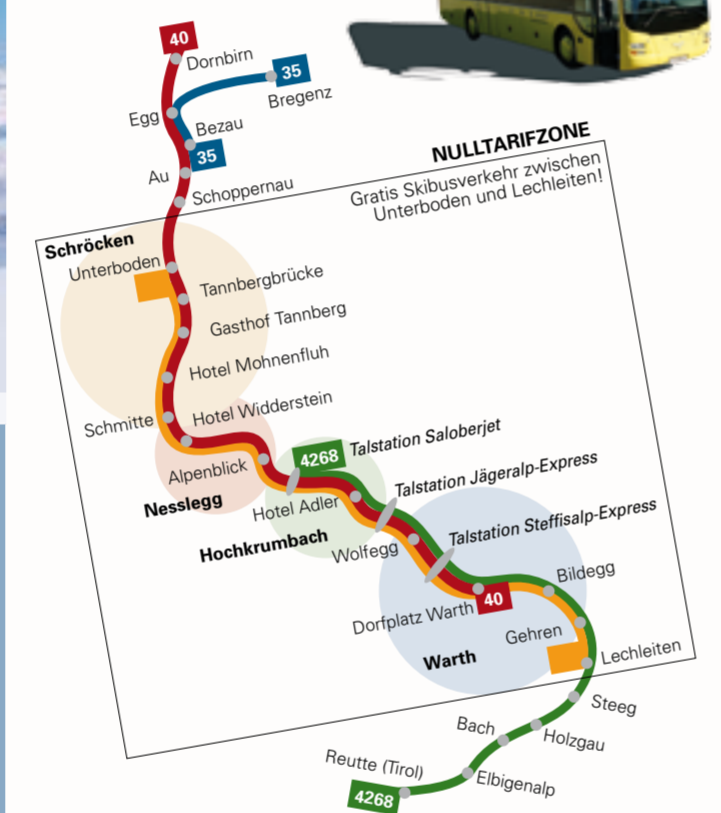 40
Dornbirn
35
Bregenz
Egg
Bezau
35
Au
Schoppernau
NULLTARIFZONE
Gratis Skibusverkehr zwischen
Unterboden und Lechleiten!
Schröcken
Unterboden
Tannbergbrücke
Gasthof Tannberg
Hotel Mohnenfluh
Schmitte
Hotel Widderstein
Alpenblick
Nesslegg
4268
Talstation Saloberjet
Hotel Adler
Hochkrumbach
Talstation Jägeralp-Express
Wolfegg
Talstation Steffisalp-Express
Dorfplatz Warth
40
Bildegg
Gehren
Warth
Lechleiten
Steeg
Holzgau
Bach
Elbigenalp
Reutte (Tirol)
4268